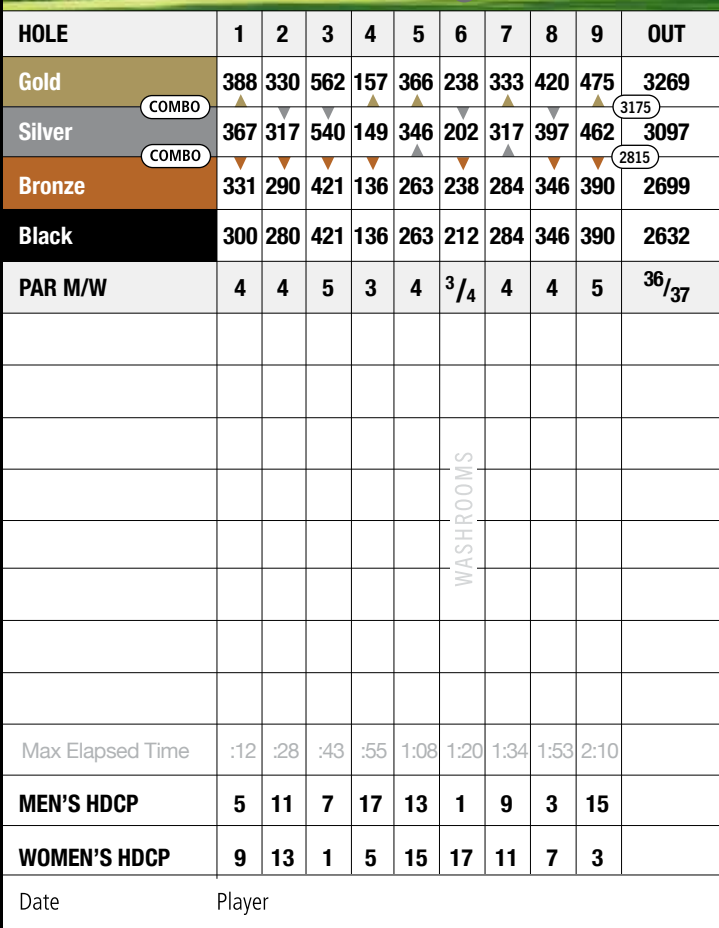 HOLE 1 2 3 4 5 6 7 8 9 OUT
Gold 388 330 562 157 366 238 333 420 475 3269
COMBO 3175
Silver 367 317 540 149 346 202 317 397 462 3097
COMBO 2815
Bronze 331 290 421 136 263 238 284 346 390 2699
Black 300 280 421 136 263 212 284 346 390 2632
PAR M/W 4 4 5 3 4 3/4 4 4 5 36/37
WASHROOMS
Max Elapsed Time :12 :28 :43 :55 1:08 1:20 1:34 1:53 2:10
MEN'S HDCP 5 11 7 17 13 1 9 3 15
WOMEN'S HDCP 9 13 1 5 15 17 11 7 3
Date Player